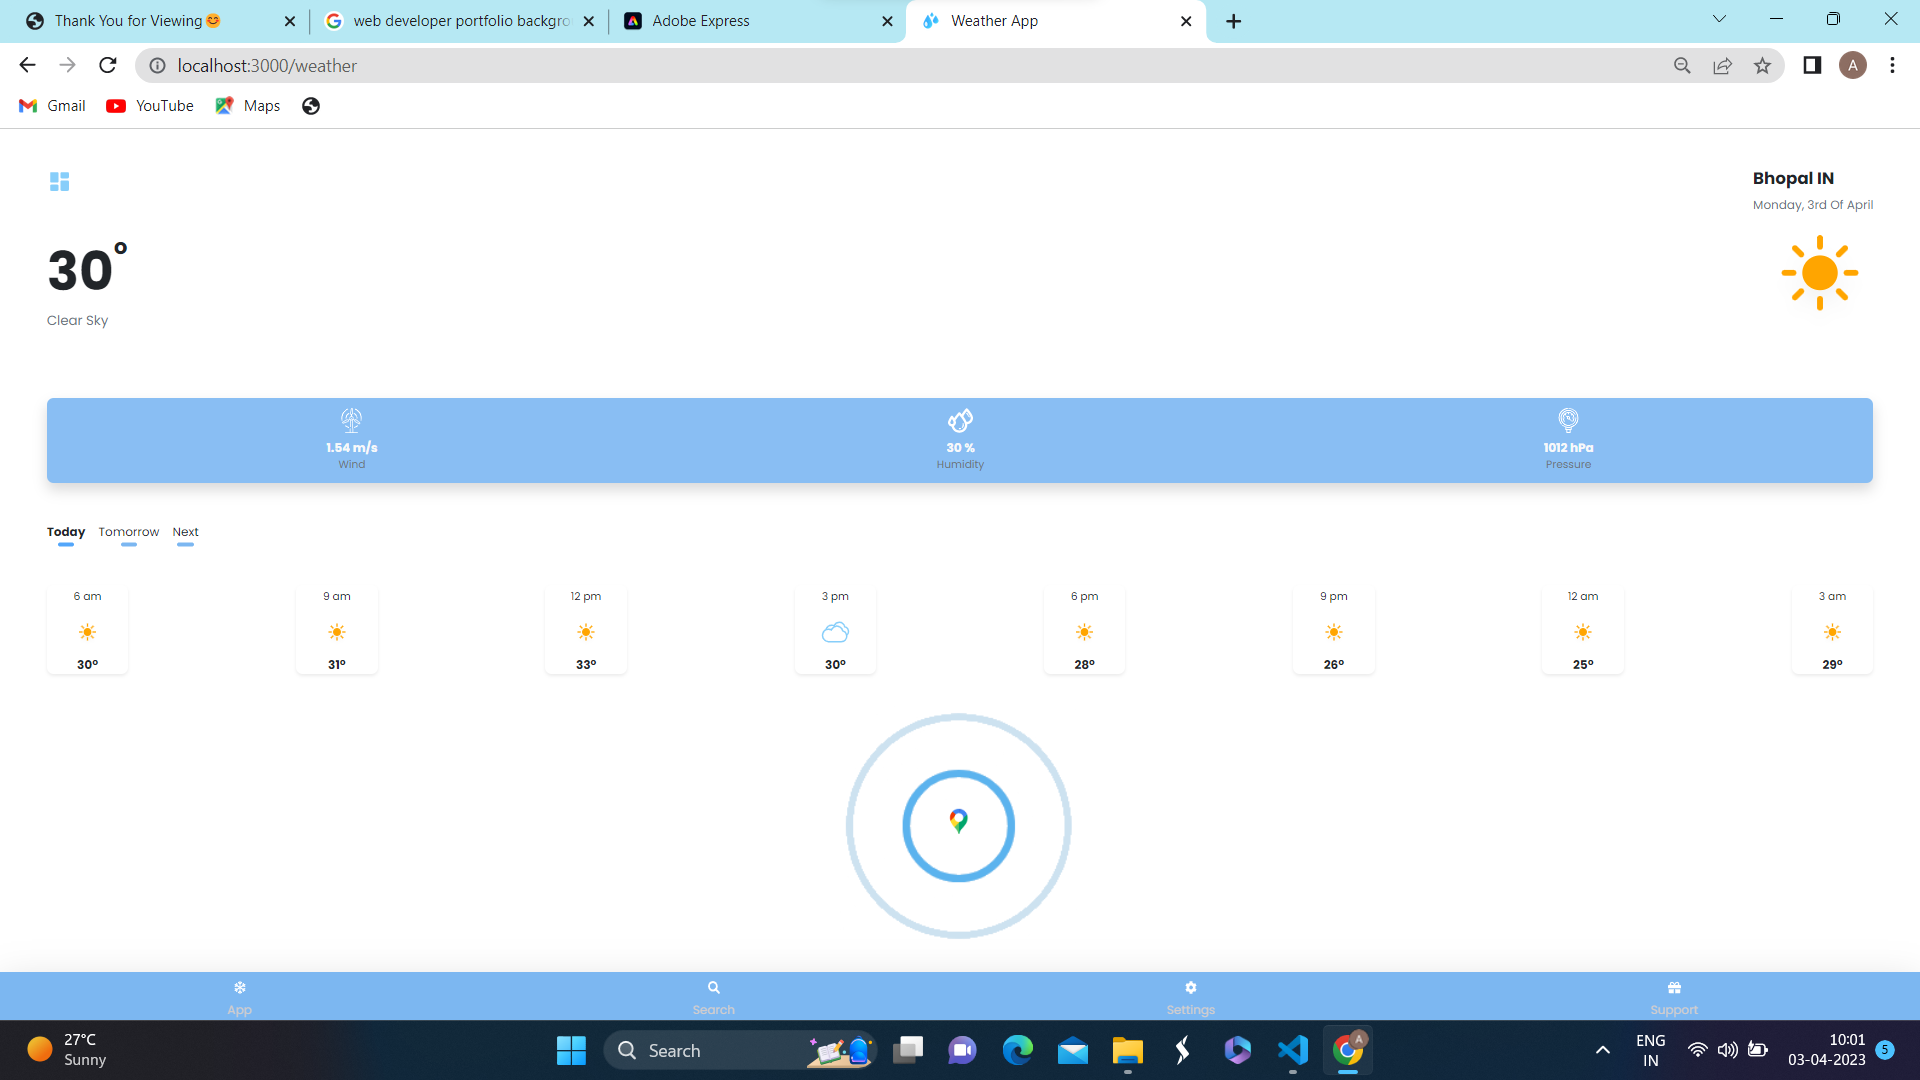 Thank You for Viewing😊
web developer portfolio backgro
Adobe Express
Weather App
localhost:3000/weather
A
Gmail
YouTube
Maps
Bhopal IN
Monday, 3rd Of April
30°
Clear Sky
1.54 m/s
Wind
30 %
Humidity
1012 hPa
Pressure
Today Tomorrow Next
6 am
30°
9 am
31°
12 pm
33°
3 pm
30°
6 pm
28°
9 pm
26°
12 am
25°
3 am
29°
App
Search
Settings
Support
27°C
Sunny
Search
A
ENG
IN
10:01
03-04-2023
5